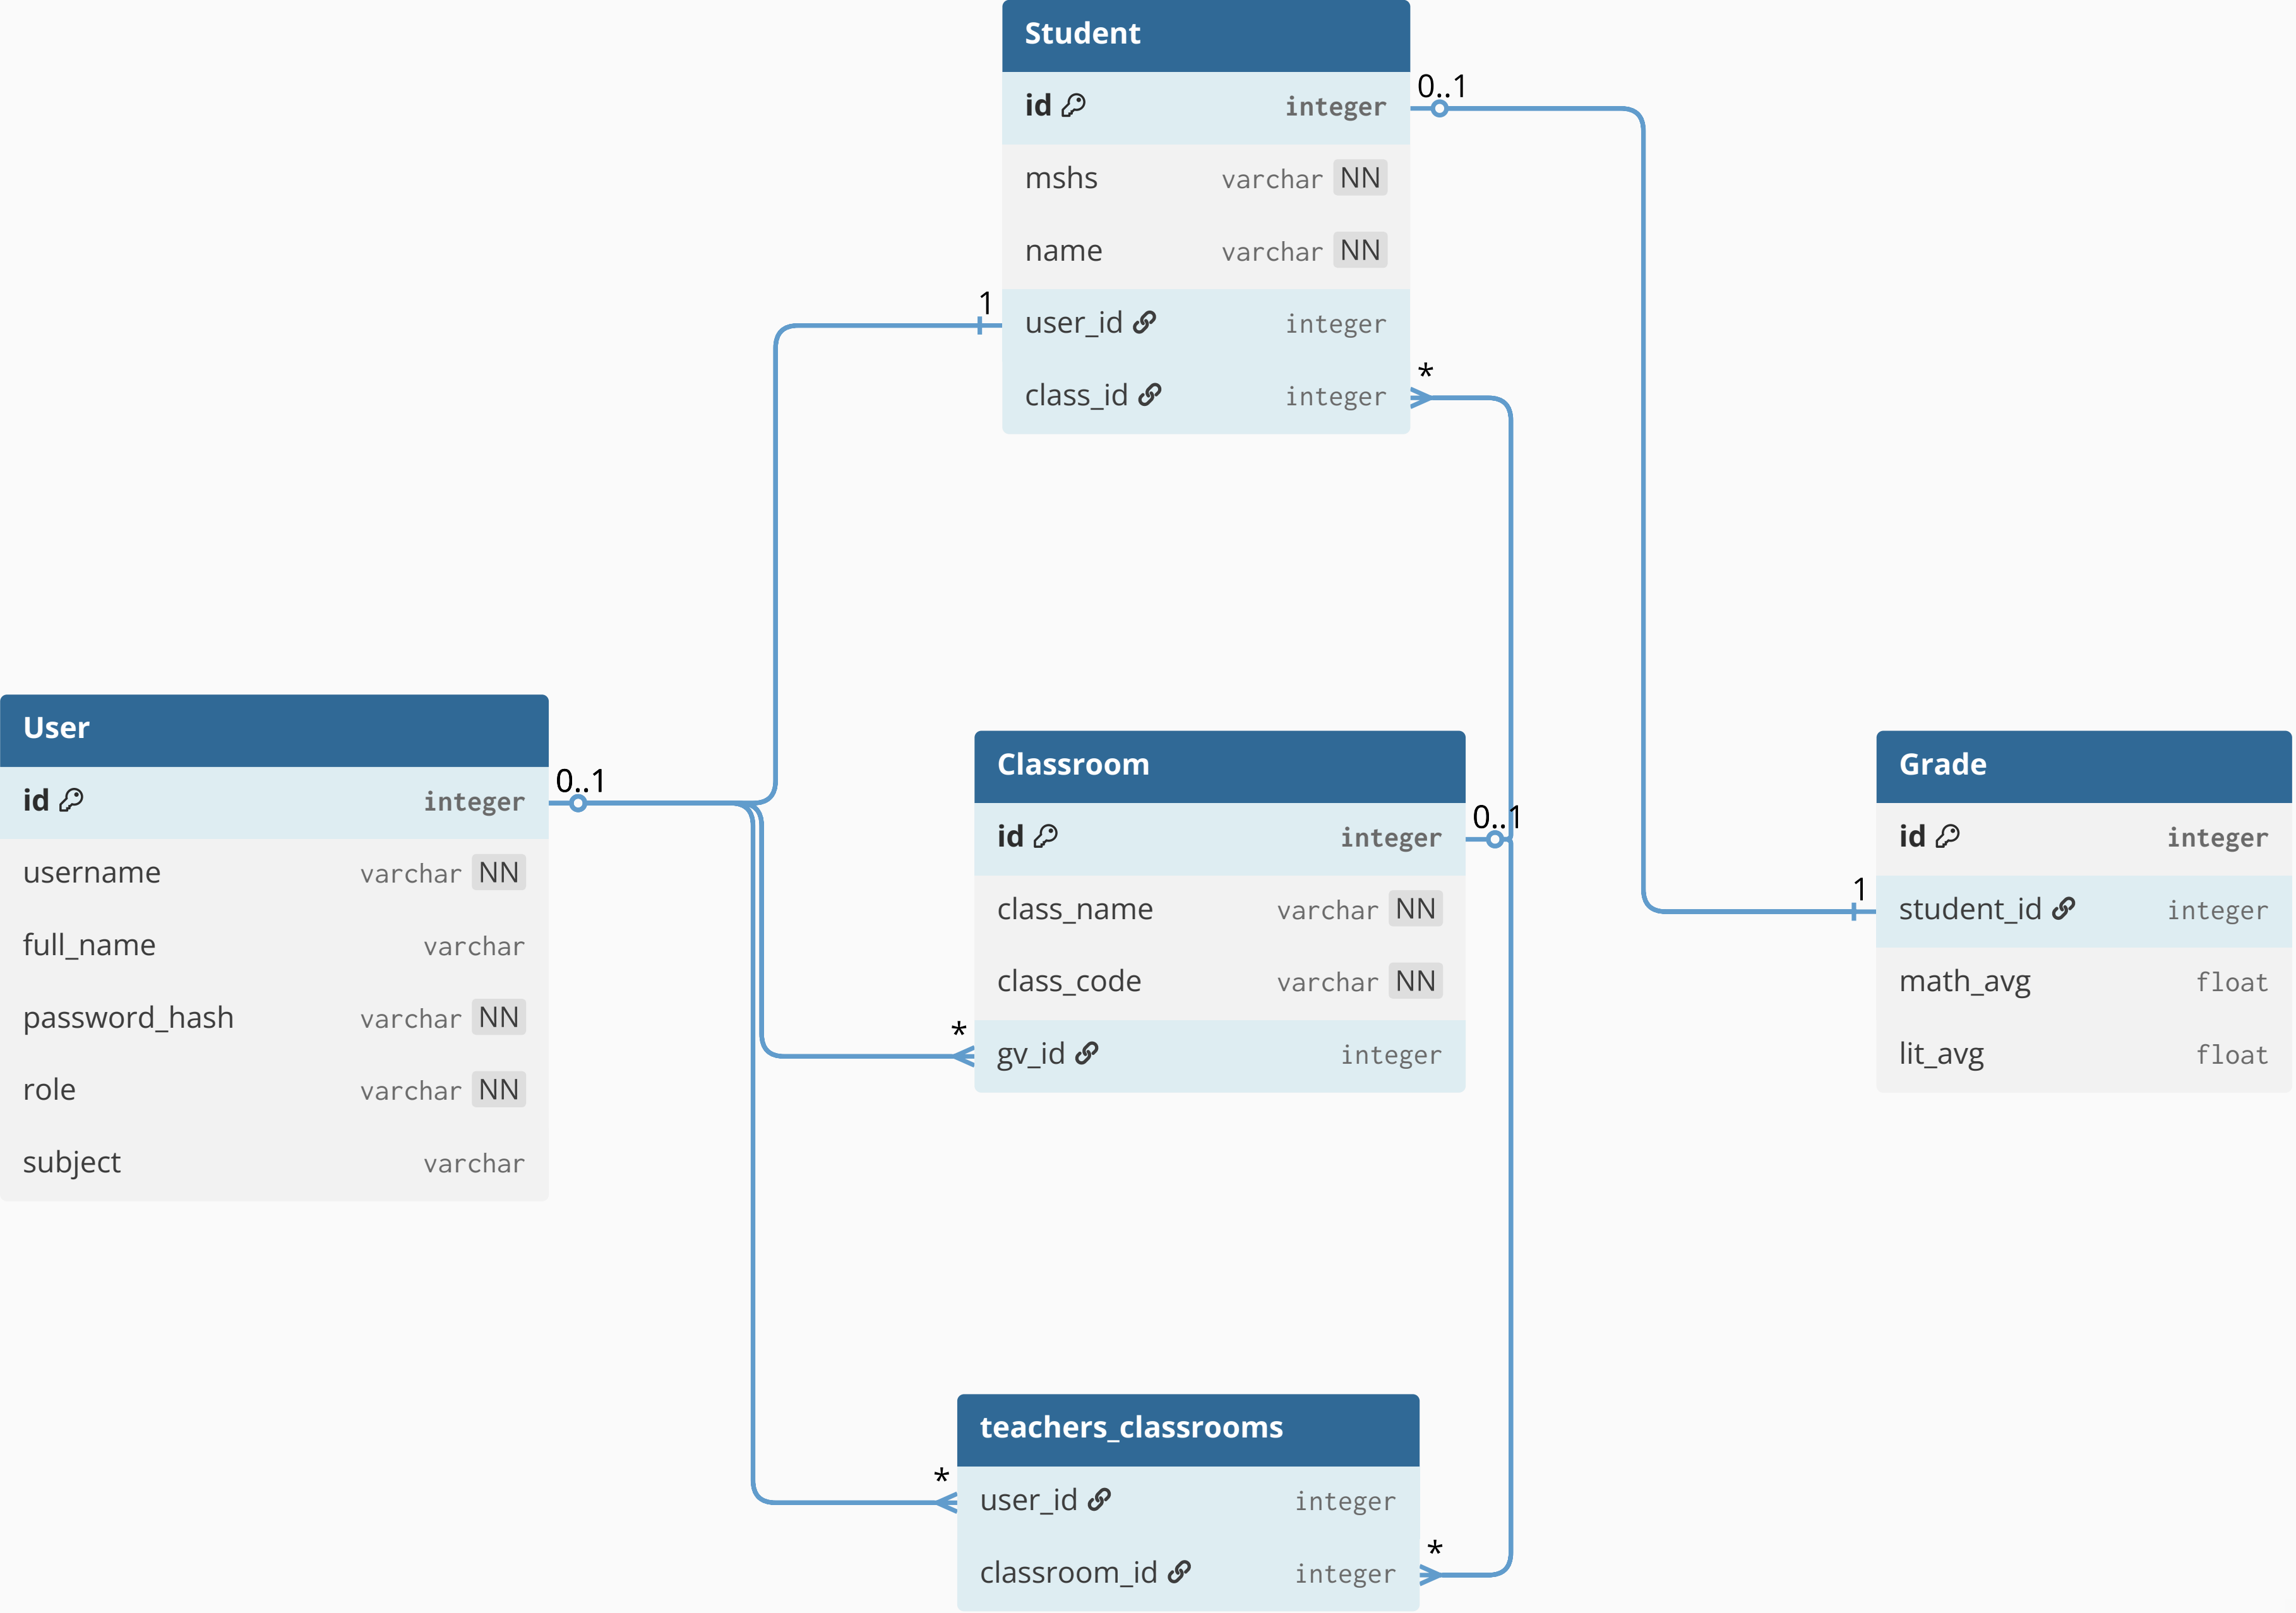 Student
id integer
mshs varchar NN
name varchar NN
user_id integer
class_id integer
0..1
1
*
User
id integer
username varchar NN
full_name varchar
password_hash varchar NN
role varchar NN
subject varchar
0..1
Classroom
id integer
class_name varchar NN
class_code varchar NN
gv_id integer
0..1
*
Grade
id integer
student_id integer
math_avg float
lit_avg float
1
teachers_classrooms
user_id integer
classroom_id integer
*
*